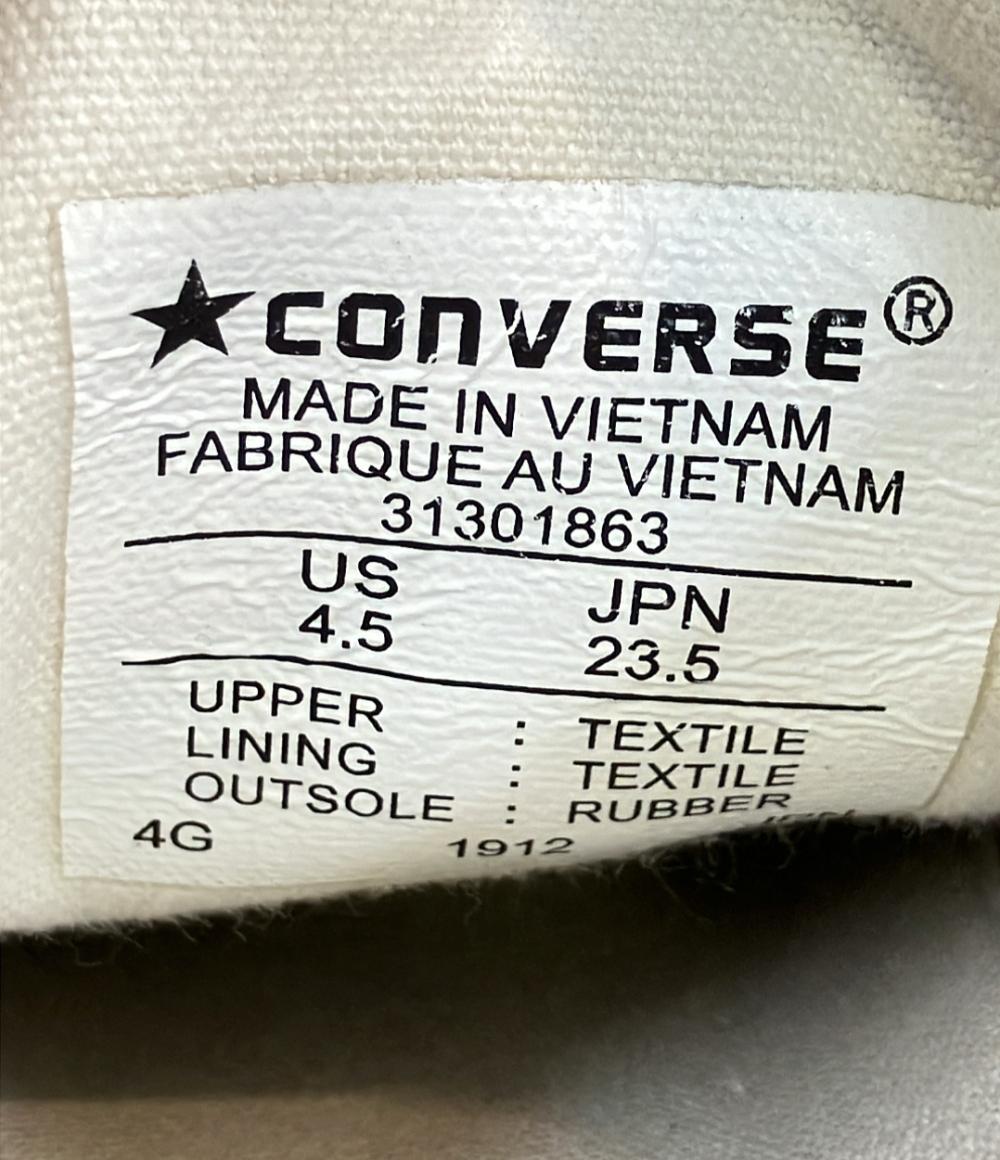 ★CONVERSE®
MADE IN VIETNAM
FABRIQUE AU VIETNAM
31301863
US JPN
4.5 23.5
UPPER : TEXTILE
LINING : TEXTILE
OUTSOLE : RUBBER
4G 1912